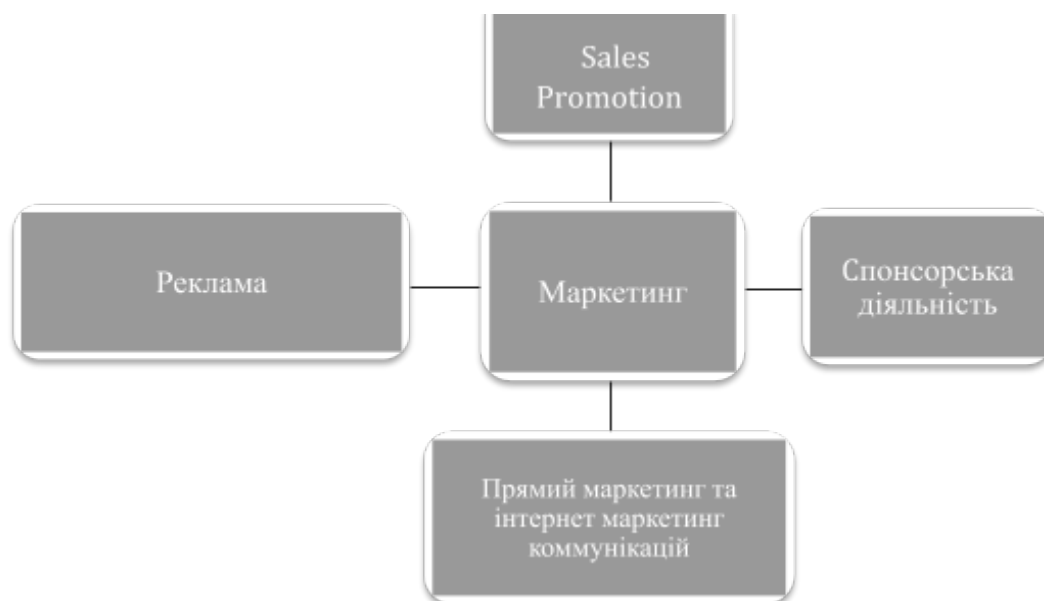 Sales
Promotion
Реклама
Маркетинг
Спонсорська
діяльність
Прямий маркетинг та
інтернет маркетинг
коммунікацій